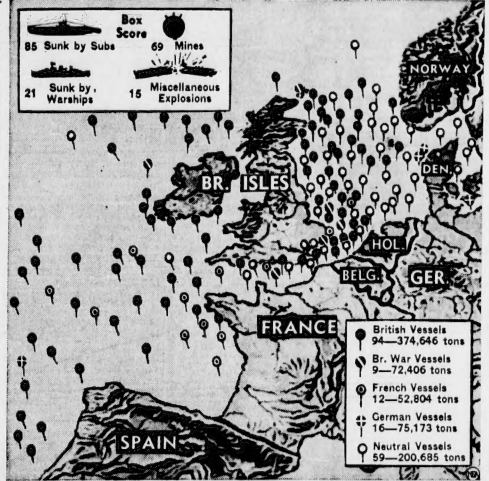 Box
Score
85 Sunk by Subs
69 Mines
21 Sunk by
Warships
15 Miscellaneous
Explosions
NORWAY
DEN.
BR. ISLES
HOL.
BELG.
GER.
FRANCE
SPAIN
British Vessels
94—374,646 tons
Br. War Vessels
9—72,406 tons
French Vessels
12—52,804 tons
German Vessels
16—75,173 tons
Neutral Vessels
59—200,685 tons